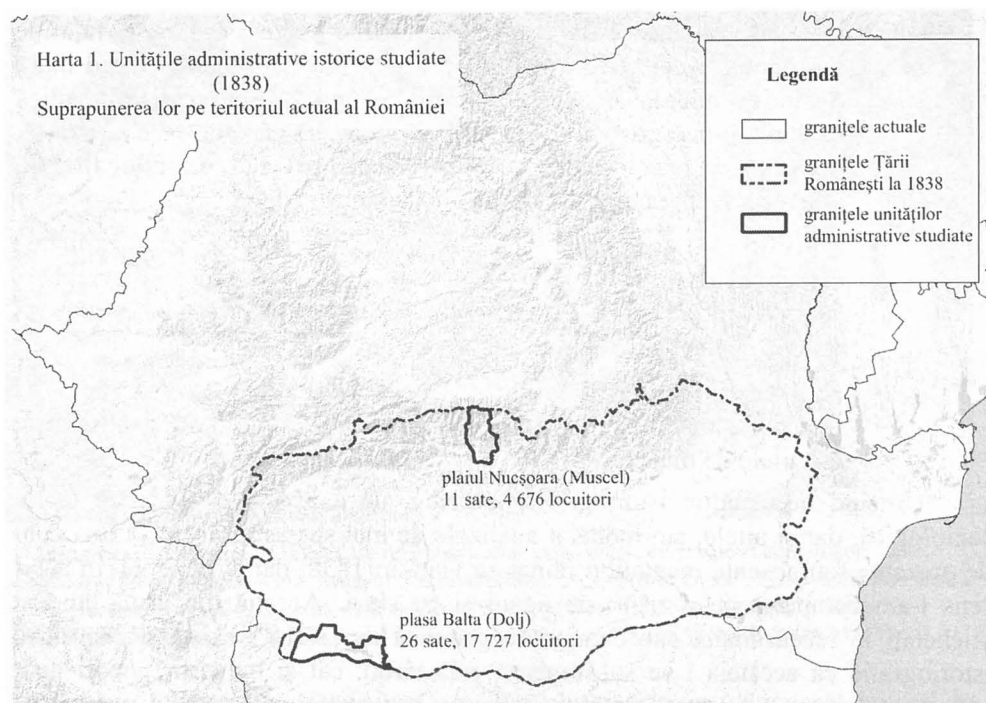 Harta 1. Unitățile administrative istorice studiate
(1838)
Suprapunerea lor pe teritoriul actual al României
Legendă
granițele actuale
granițele Țării
Românești la 1838
granițele unităților
administrative studiate
plaiul Nucșoara (Muscel)
11 sate, 4 676 locuitori
plasa Balta (Dolj)
26 sate, 17 727 locuitori